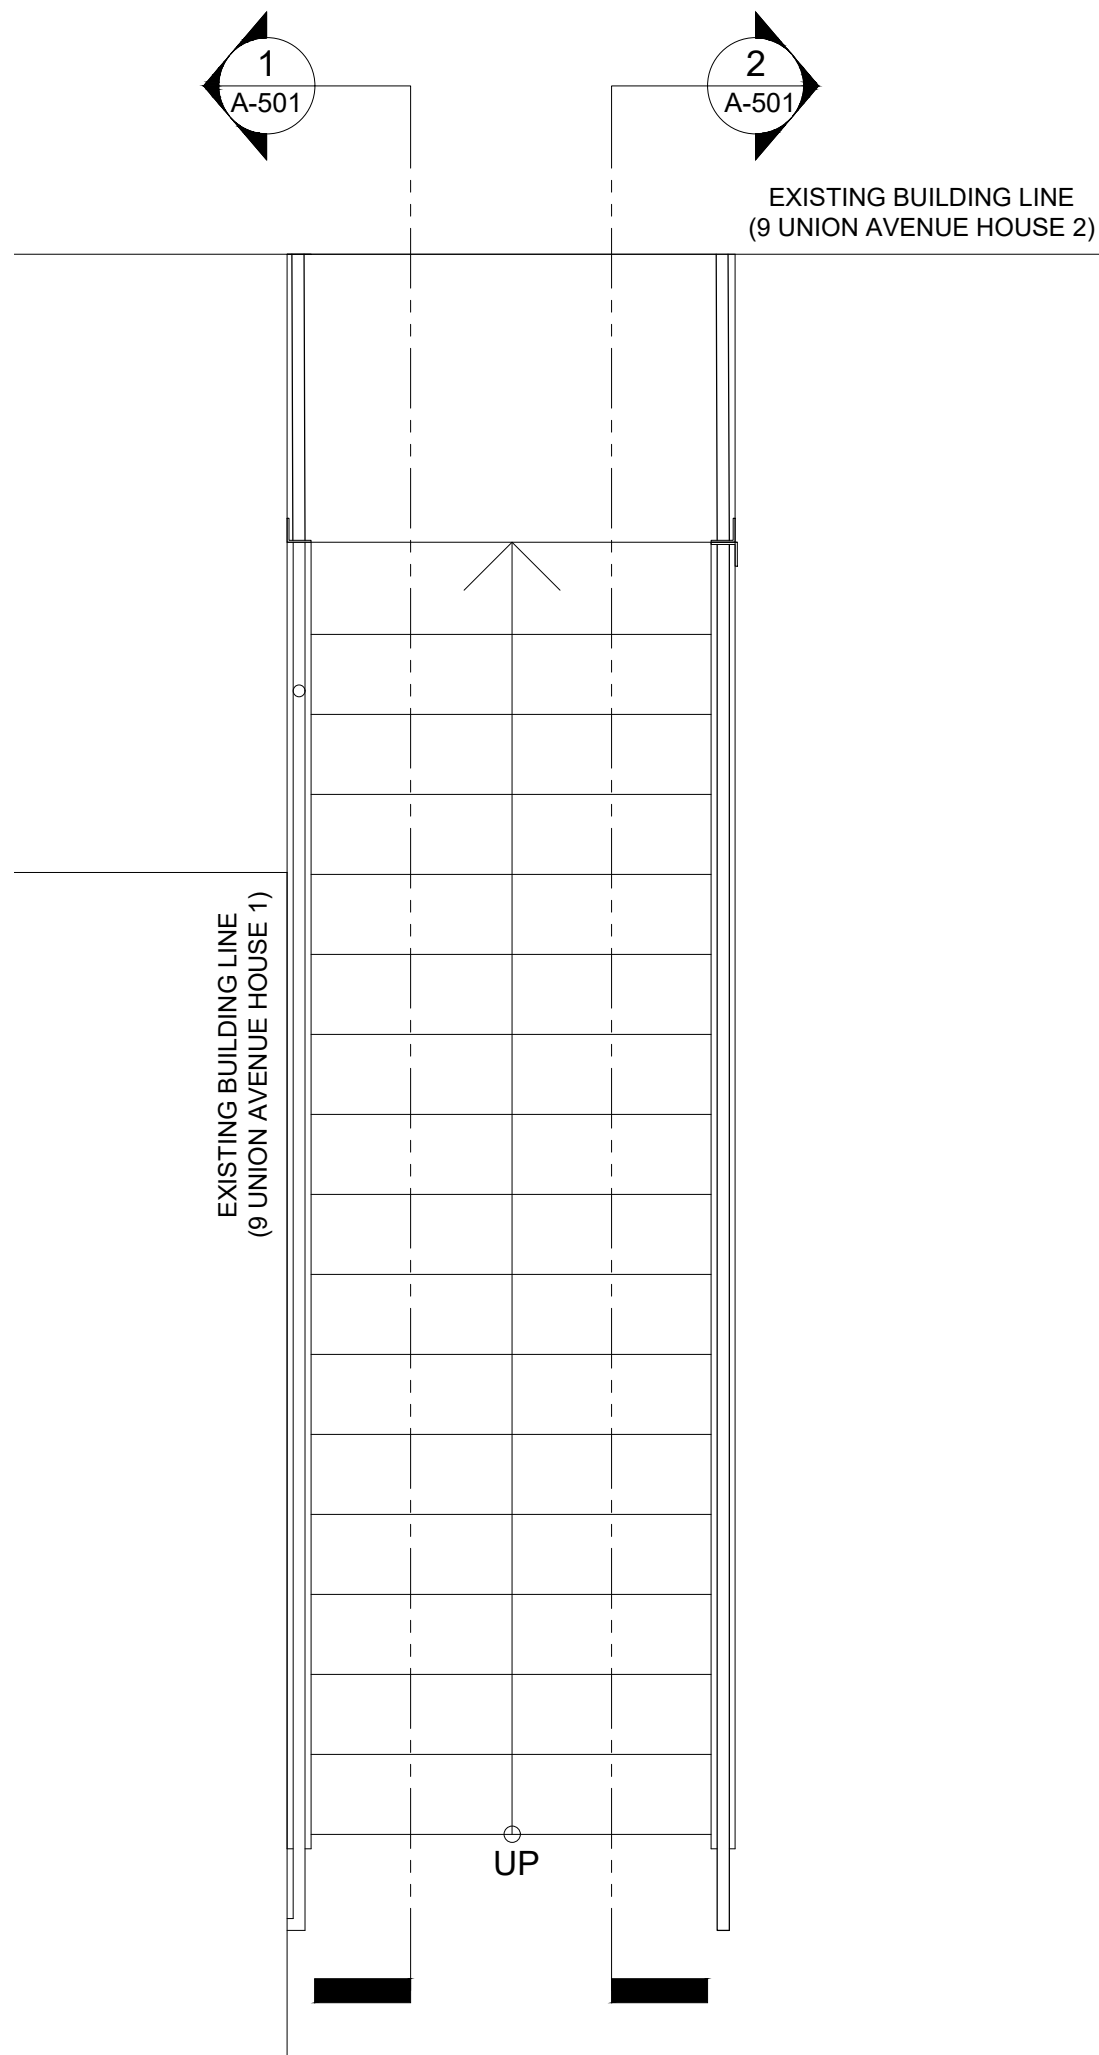 1
A-501
2
A-501
EXISTING BUILDING LINE
(9 UNION AVENUE HOUSE 2)
EXISTING BUILDING LINE
(9 UNION AVENUE HOUSE 1)
UP